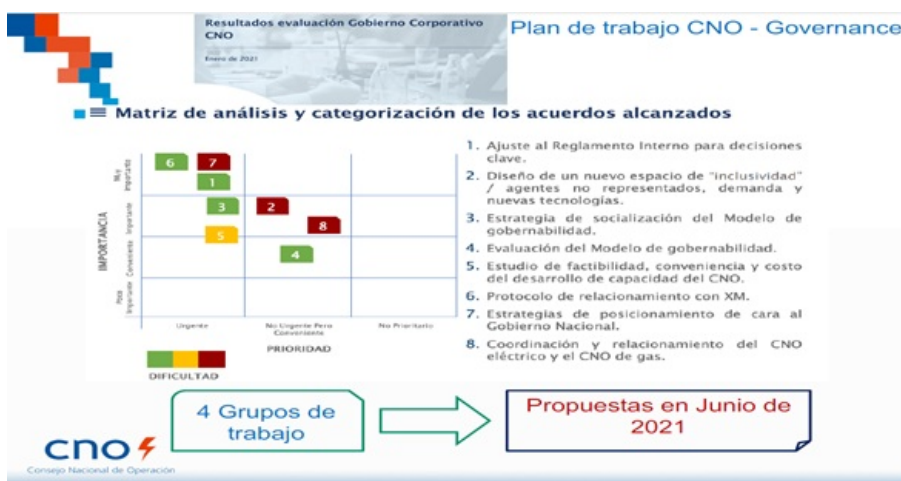 Resultados evaluación Gobierno Corporativo
CNO
Enero de 2021
Plan de trabajo CNO - Governance
Matriz de análisis y categorización de los acuerdos alcanzados
IMPORTANCIA
Muy
Importante
Importante
Conveniente
Poco
Importante
6
7
1
3
2
5
8
4
Urgente
No Urgente Pero
Conveniente
No Prioritario
PRIORIDAD
DIFICULTAD
1. Ajuste al Reglamento Interno para decisiones
clave.
2. Diseño de un nuevo espacio de "inclusividad"
/ agentes no representados, demanda y
nuevas tecnologías.
3. Estrategia de socialización del Modelo de
gobernabilidad.
4. Evaluación del Modelo de gobernabilidad.
5. Estudio de factibilidad, conveniencia y costo
del desarrollo de capacidad del CNO.
6. Protocolo de relacionamiento con XM.
7. Estrategias de posicionamiento de cara al
Gobierno Nacional.
8. Coordinación y relacionamiento del CNO
eléctrico y el CNO de gas.
4 Grupos de
trabajo
Propuestas en Junio de
2021
cno
Consejo Nacional de Operación